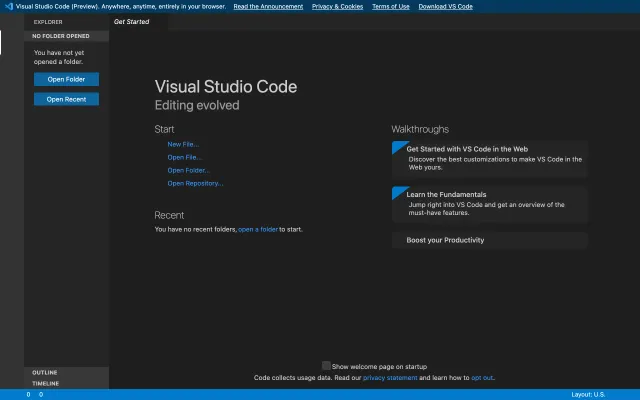 Visual Studio Code (Preview). Anywhere, anytime, entirely in your browser. Read the Announcement Privacy & Cookies Terms of Use Download VS Code
EXPLORER
Get Started
NO FOLDER OPENED
You have not yet
opened a folder.
Open Folder
Open Recent
Visual Studio Code
Editing evolved
Start
New File...
Open File...
Open Folder...
Open Repository...
Recent
You have no recent folders, open a folder to start.
Walkthroughs
Get Started with VS Code in the Web
Discover the best customizations to make VS Code in the
Web yours.
Learn the Fundamentals
Jump right into VS Code and get an overview of the
must-have features.
Boost your Productivity
Show welcome page on startup
Code collects usage data. Read our privacy statement and learn how to opt out.
OUTLINE
TIMELINE
0 0
Layout: U.S.